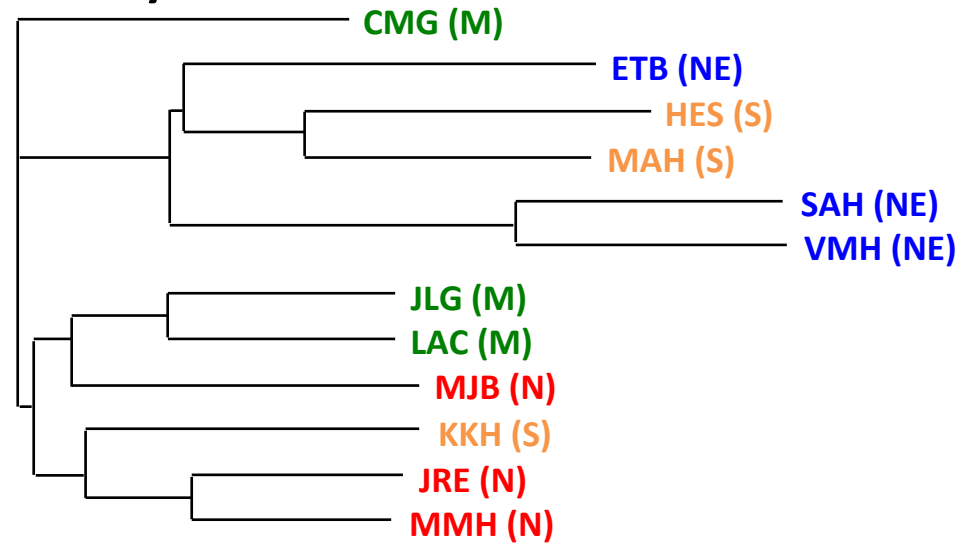 CMG (M)
ETB (NE)
HES (S)
MAH (S)
SAH (NE)
VMH (NE)
JLG (M)
LAC (M)
MJB (N)
KKH (S)
JRE (N)
MMH (N)